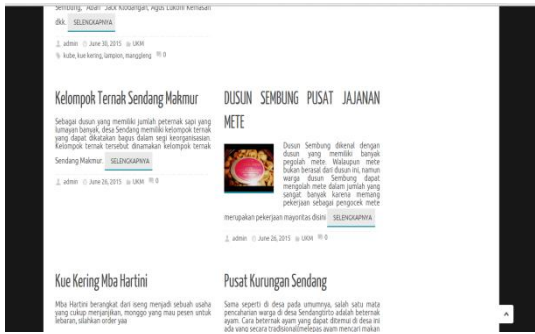 Sembung, "Abah" Jack Klobangan, Agus Lukoni Kemasan
dkk. SELENGKAPNYA
admin June 30, 2015 UKM
kube, kue kering, lampion, manggleng 0
Kelompok Ternak Sendang Makmur
Sebagai dusun yang memiliki jumlah peternak sapi yang
lumayan banyak, desa Sendang memiliki kelompok ternak
yang dapat dikatakan bagus dalam segi keorganisasian.
Kelompok ternak tersebut dinamakan kelompok ternak
Sendang Makmur. SELENGKAPNYA
admin June 26, 2015 UKM 0
DUSUN SEMBUNG PUSAT JAJANAN
METE
Dusun Sembung dikenal dengan
dusun yang memiliki banyak
pegolah mete. Walaupun mete
bukan berasal dari dusun ini, namun
warga dusun Sembung dapat
mengolah mete dalam jumlah yang
sangat banyak karena memang
pekerjaan sebagai pengocek mete
merupakan pekerjaan mayoritas disini SELENGKAPNYA
admin June 26, 2015 UKM 0
Kue Kering Mba Hartini
Mba Hartini berangkat dari iseng menjadi sebuah usaha
yang cukup menjanjikan, monggo yang mau pesen untuk
lebaran, silahkan order yaa
Pusat Kurungan Sendang
Sama seperti di desa pada umumnya, salah satu mata
pencaharian warga di desa Sendangtirto adalah beternak
ayam. Cara beternak ayam yang dapat ditemui di desa ini
ada yang secara tradisional(melepas ayam mencari makan